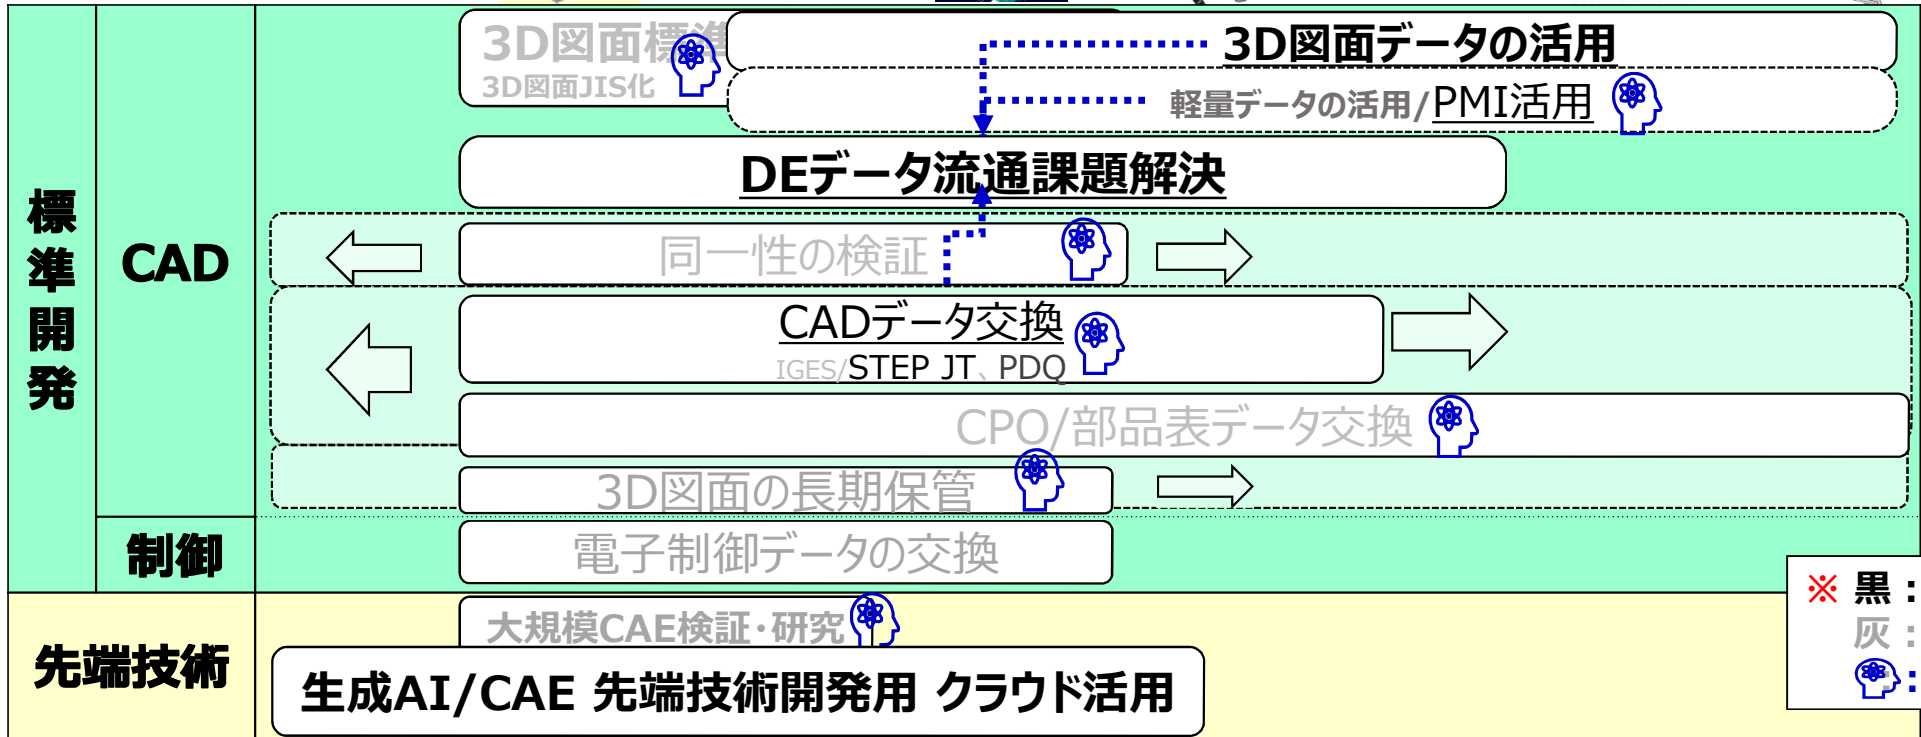 3D図面標準
3D図面JIS化
3D図面データの活用
軽量データの活用/PMI活用
DEデータ流通課題解決
標準開発
CAD
同一性の検証
CADデータ交換
IGES/STEP JT、PDQ
CPO/部品表データ交換
3D図面の長期保管
制御
電子制御データの交換
※ 黒：
灰：
：
先端技術
大規模CAE検証・研究
生成AI/CAE 先端技術開発用 クラウド活用